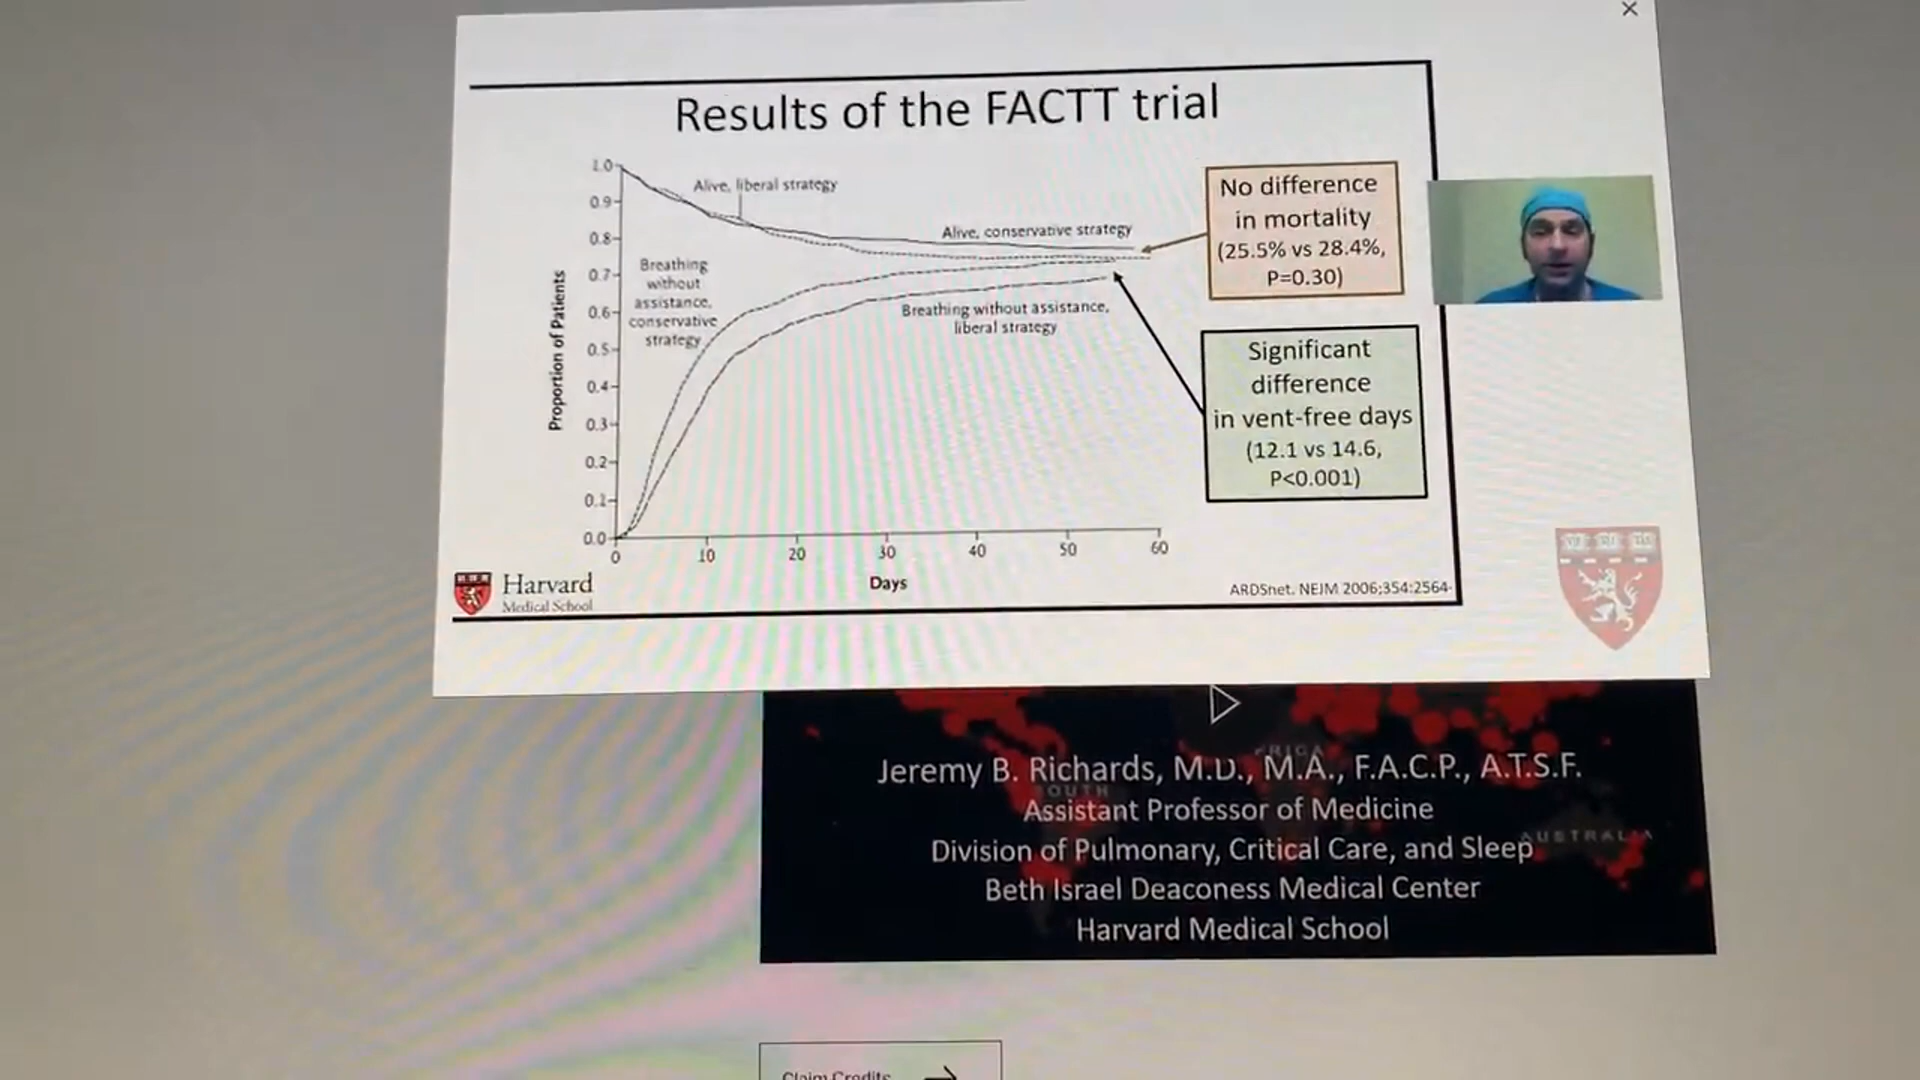 Results of the FACTT trial
1.0
0.9
0.8
0.7
0.6
0.5
0.4
0.3
0.2
0.1
0.0
Proportion of Patients
Alive, liberal strategy
Alive, conservative strategy
Breathing
without
assistance,
conservative
strategy
Breathing without assistance,
liberal strategy
0
10
20
30
40
50
60
Days
No difference
in mortality
(25.5% vs 28.4%,
P=0.30)
Significant
difference
in vent-free days
(12.1 vs 14.6,
P<0.001)
Harvard
Medical School
ARDSnet. NEJM 2006;354:2564-
Jeremy B. Richards, M.D., M.A., F.A.C.P., A.T.S.F.
Assistant Professor of Medicine
Division of Pulmonary, Critical Care, and Sleep
Beth Israel Deaconess Medical Center
Harvard Medical School
AUSTRALIA
Claim Credits